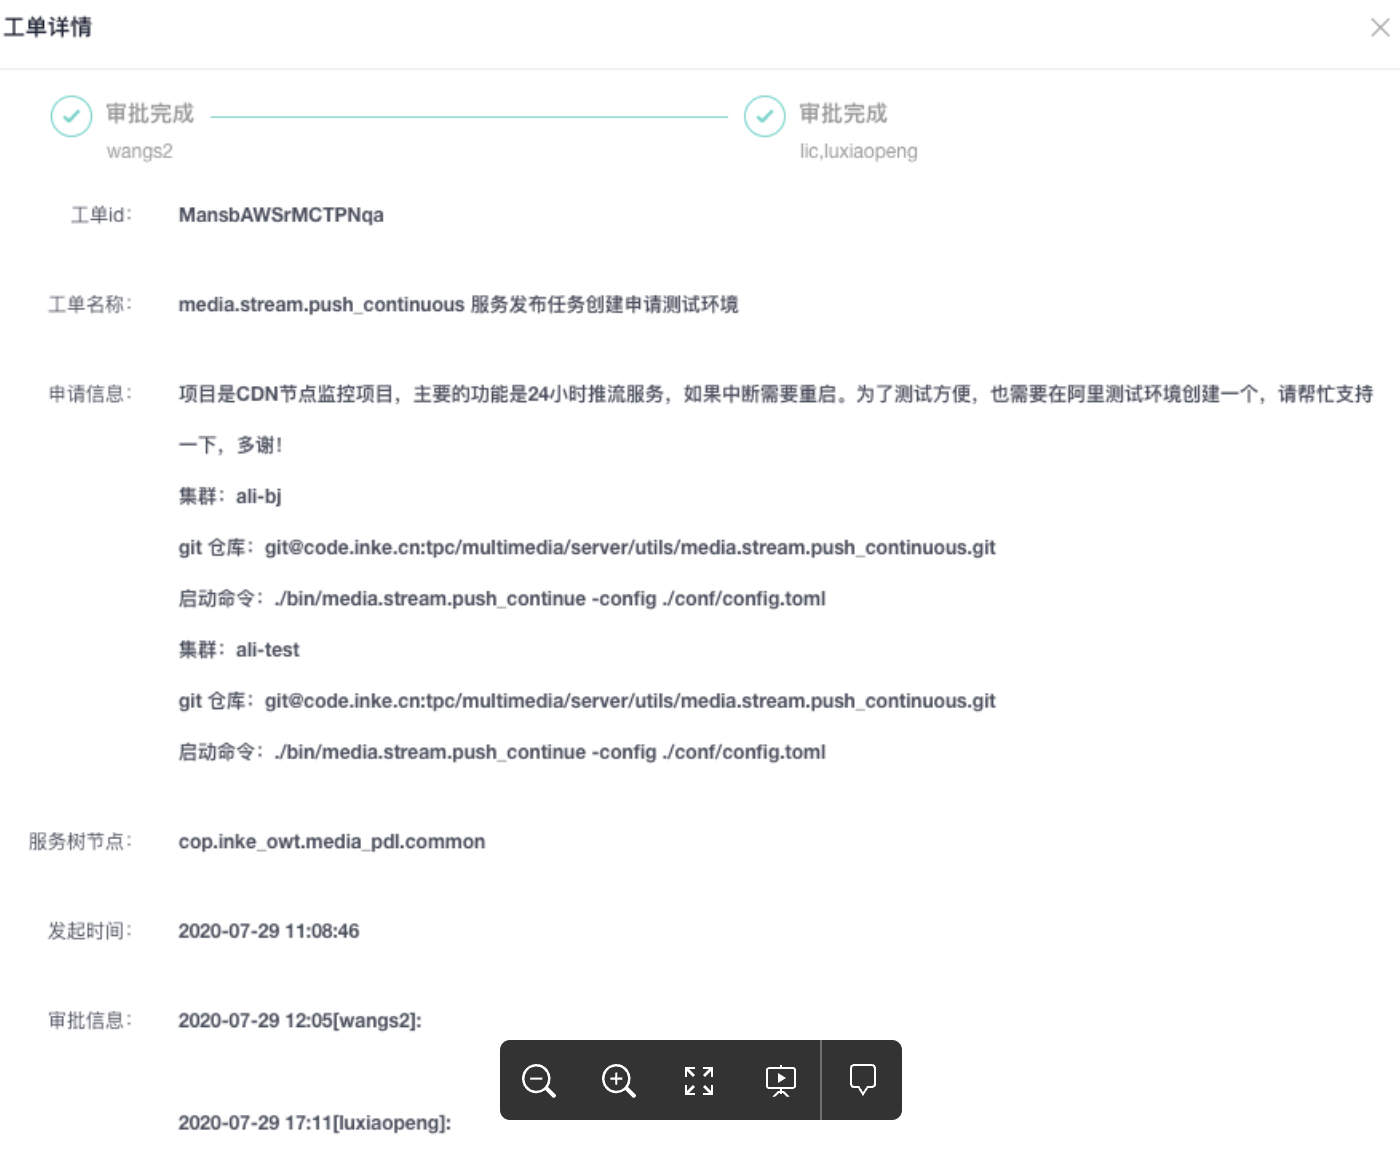 工单详情
审批完成
wangs2
审批完成
lic,luxiaopeng
工单id： MansbAWSrMCTPNqa
工单名称： media.stream.push_continuous 服务发布任务创建申请测试环境
申请信息： 项目是CDN节点监控项目，主要的功能是24小时推流服务，如果中断需要重启。为了测试方便，也需要在阿里测试环境创建一个，请帮忙支持
一下，多谢！
集群：ali-bj
git 仓库：git@code.inke.cn:tpc/multimedia/server/utils/media.stream.push_continuous.git
启动命令：./bin/media.stream.push_continue -config ./conf/config.toml
集群：ali-test
git 仓库：git@code.inke.cn:tpc/multimedia/server/utils/media.stream.push_continuous.git
启动命令：./bin/media.stream.push_continue -config ./conf/config.toml
服务树节点： cop.inke_owt.media_pdl.common
发起时间： 2020-07-29 11:08:46
审批信息： 2020-07-29 12:05[wangs2]:
2020-07-29 17:11[luxiaopeng]: